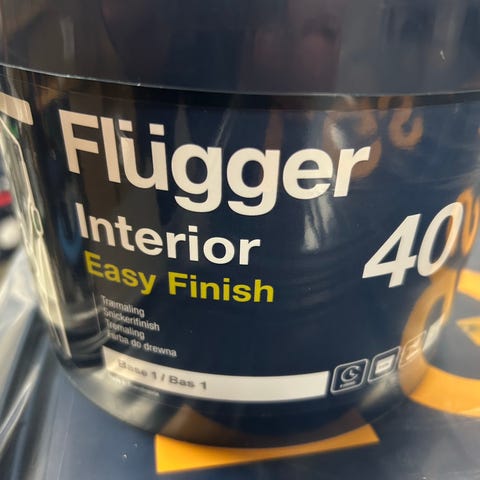 Flügger
Interior
40
Easy Finish
Træmaling
Snickerifinish
Tremaling
Farba do drewna
Base 1 / Bas 1